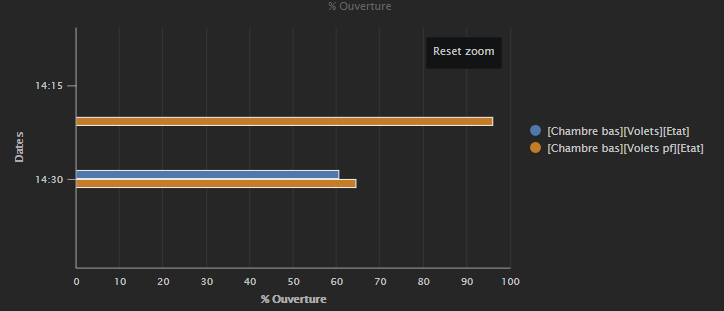 % Ouverture
Reset zoom
14:15
14:30
Dates
[Chambre bas][Volets][Etat]
[Chambre bas][Volets pf][Etat]
0 10 20 30 40 50 60 70 80 90 100
% Ouverture